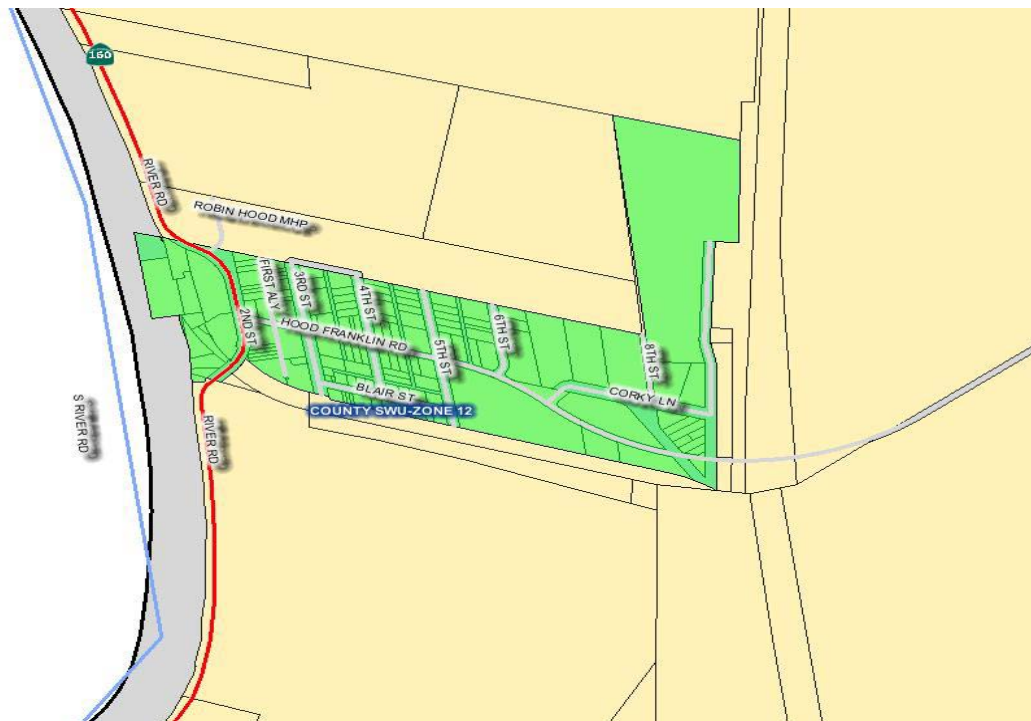 160
RIVER RD
ROBIN HOOD MHP
FIRST ALY
3RD ST
4TH ST
2ND ST
HOOD FRANKLIN RD
5TH ST
6TH ST
8TH ST
BLAIR ST
CORKY LN
COUNTY SWU-ZONE 12
S RIVER RD
RIVER RD